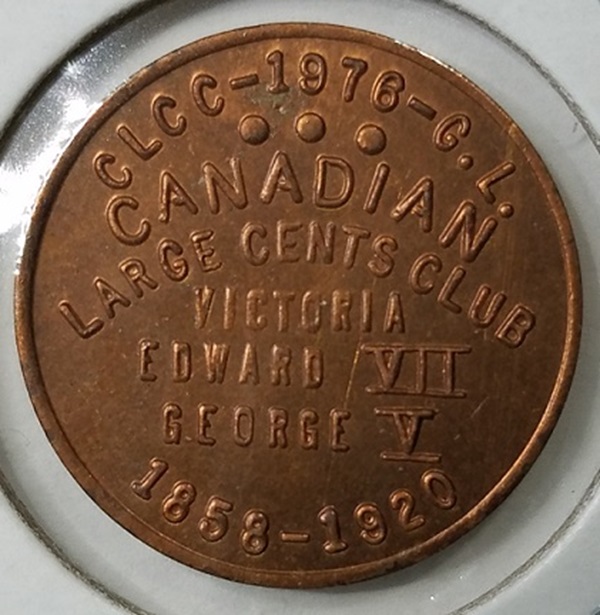 CLCC-1976-G.L.
CANADIAN
LARGE CENTS CLUB
VICTORIA
EDWARD VII
GEORGE V
1858-1920